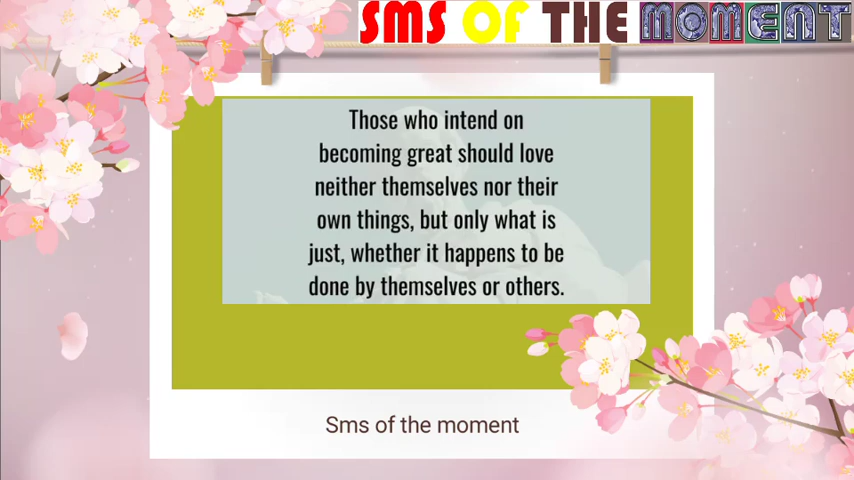 SMS OF THE MOMENT
Those who intend on
becoming great should love
neither themselves nor their
own things, but only what is
just, whether it happens to be
done by themselves or others.
Sms of the moment